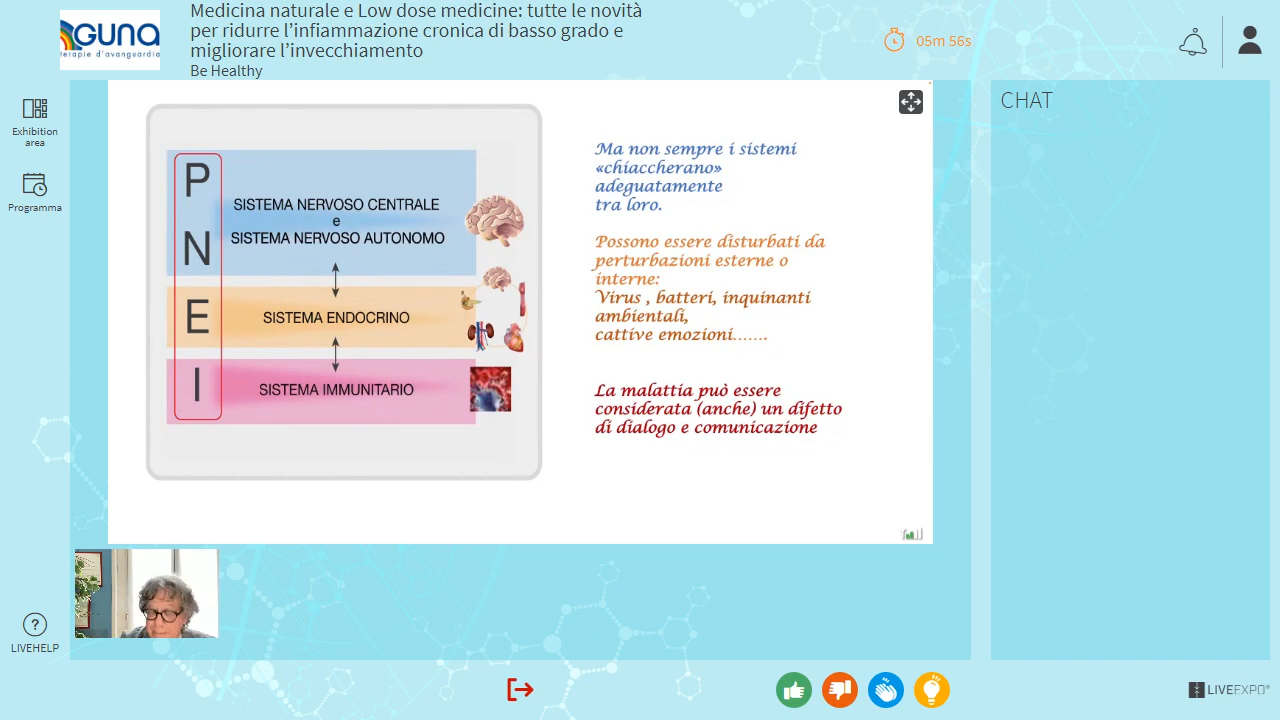 GUNA
terapie d'avanguardia
Medicina naturale e Low dose medicine: tutte le novità
per ridurre l'infiammazione cronica di basso grado e
migliorare l'invecchiamento
Be Healthy
05m 56s
Exhibition
area
Programma
LIVEHELP
P
N
E
I
SISTEMA NERVOSO CENTRALE
e
SISTEMA NERVOSO AUTONOMO
SISTEMA ENDOCRINO
SISTEMA IMMUNITARIO
Ma non sempre i sistemi
«chiaccherano»
adeguatamente
tra loro.
Possono essere disturbati da
perturbazioni esterne o
interne:
Virus , batteri, inquinanti
ambientali,
cattive emozioni…….
La malattia può essere
considerata (anche) un difetto
di dialogo e comunicazione
CHAT
LIVEEXPO®